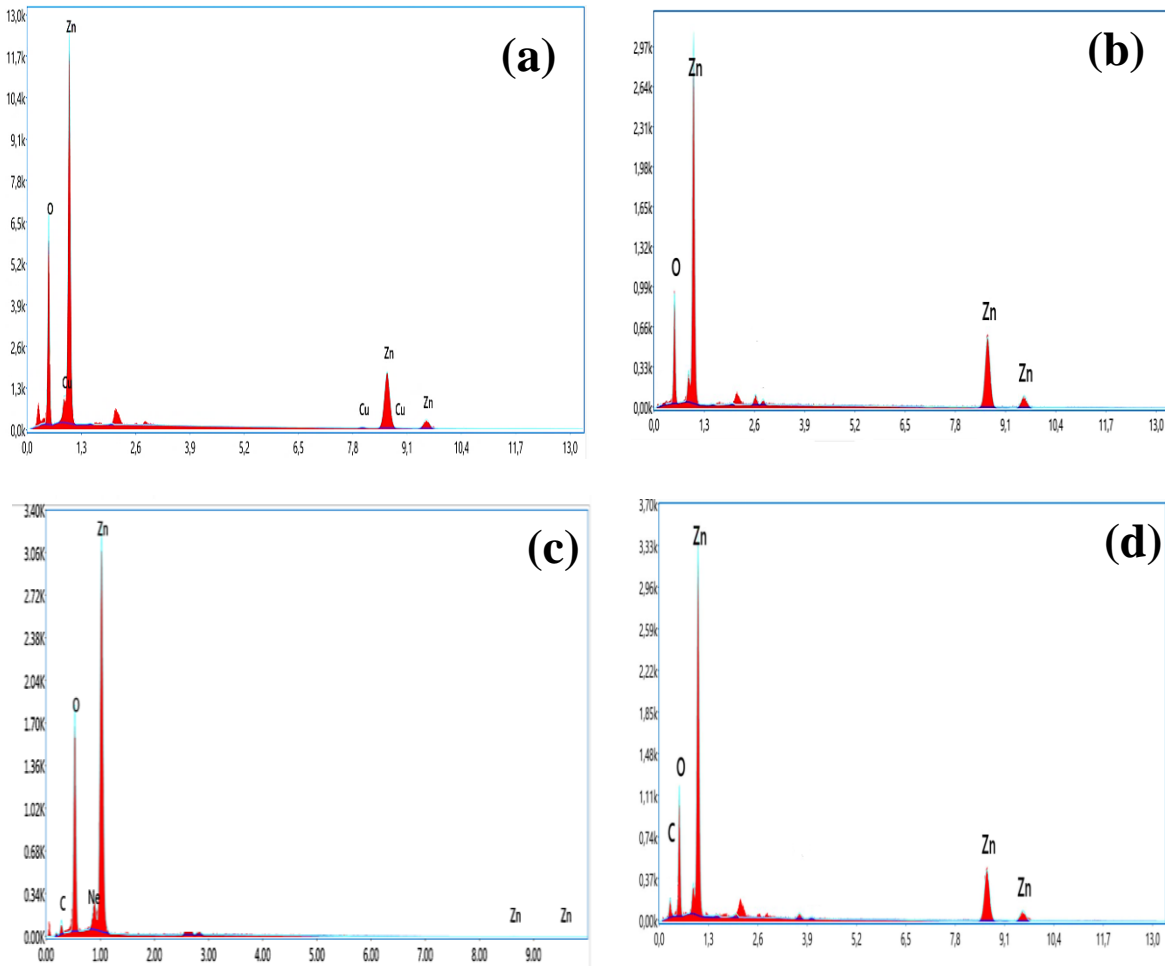 (a)
13,0k
11,7k
10,4k
9,1k
7,8k
6,5k
5,2k
3,9k
2,6k
1,3k
0,0k
Zn
O
Cu
Zn
Cu
Cu
Zn
0,0 1,3 2,6 3,9 5,2 6,5 7,8 9,1 10,4 11,7 13,0
(b)
2,97k
2,64k
2,31k
1,98k
1,65k
1,32k
0,99k
0,66k
0,33k
0,00k
Zn
O
Zn
Zn
0,0 1,3 2,6 3,9 5,2 6,5 7,8 9,1 10,4 11,7 13,0
(c)
3.40K
3.06K
2.72K
2.38K
2.04K
1.70K
1.36K
1.02K
0.68K
0.34K
0.00K
Zn
O
C
Ne
Zn
Zn
0.00 1.00 2.00 3.00 4.00 5.00 6.00 7.00 8.00 9.00
(d)
3,70k
3,33k
2,96k
2,59k
2,22k
1,85k
1,48k
1,11k
0,74k
0,37k
0,00k
Zn
O
C
Zn
Zn
0,0 1,3 2,6 3,9 5,2 6,5 7,8 9,1 10,4 11,7 13,0